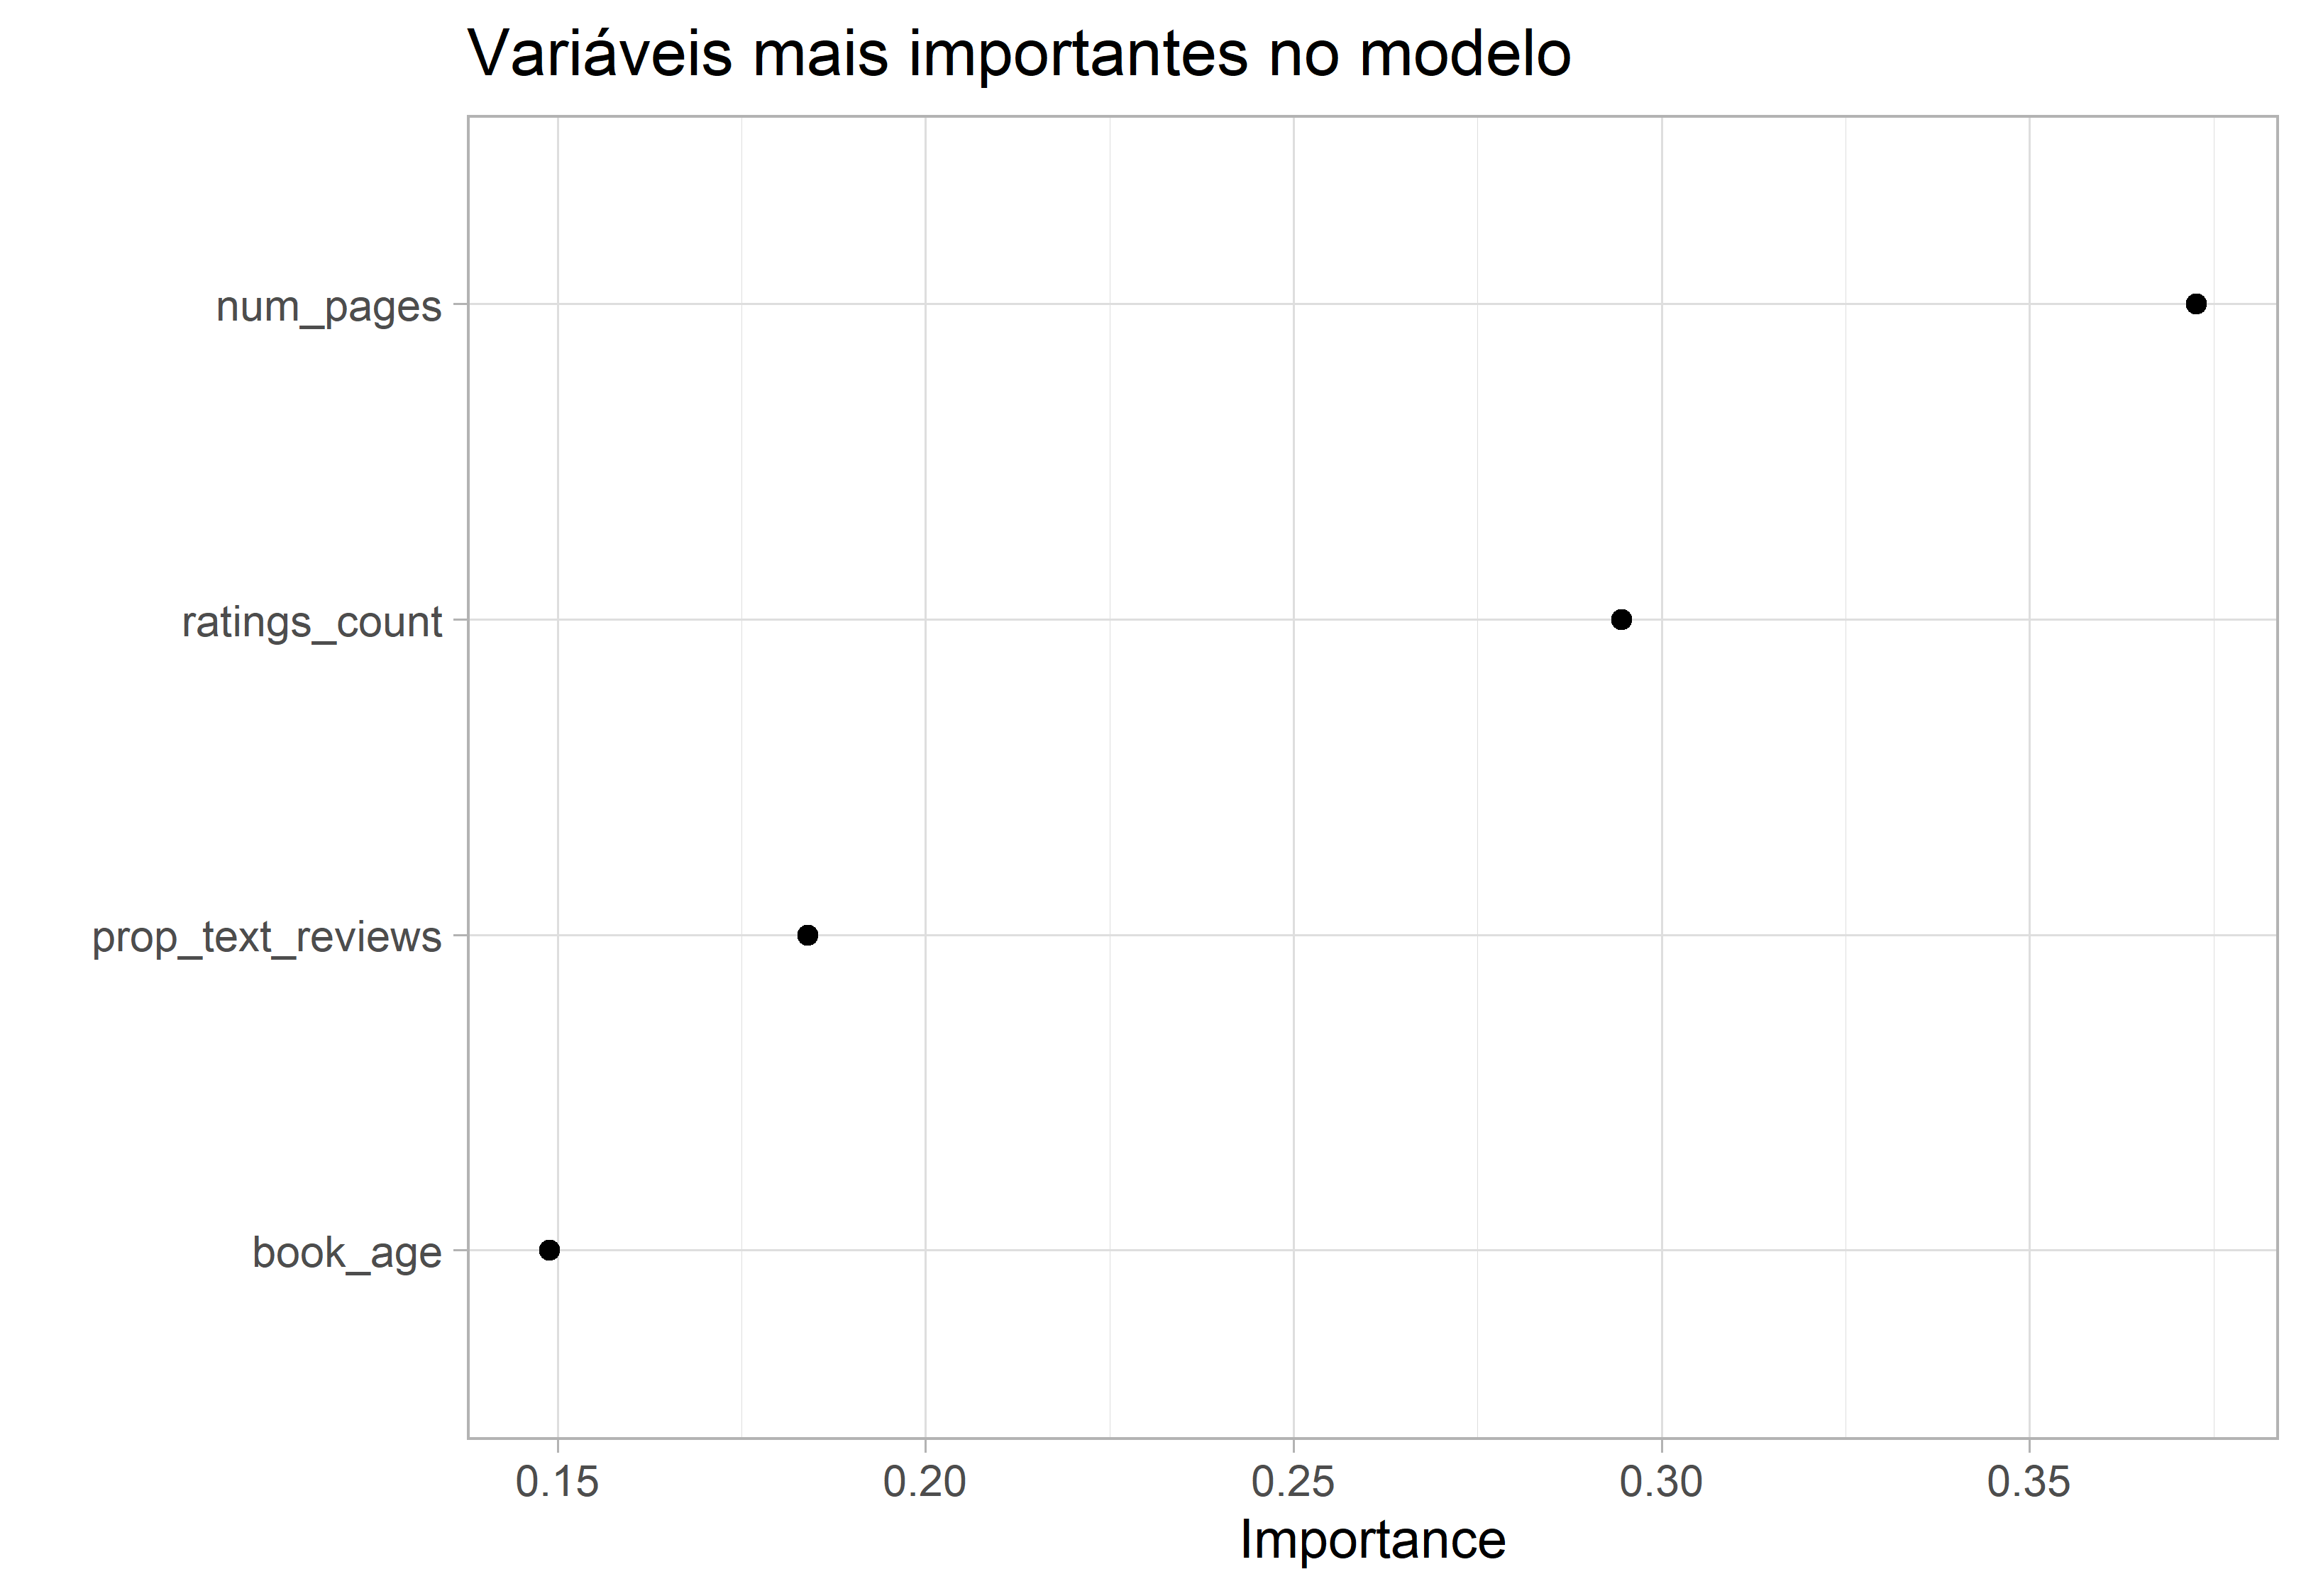 Variáveis mais importantes no modelo
num_pages
ratings_count
prop_text_reviews
book_age
0.15 0.20 0.25 0.30 0.35
Importance